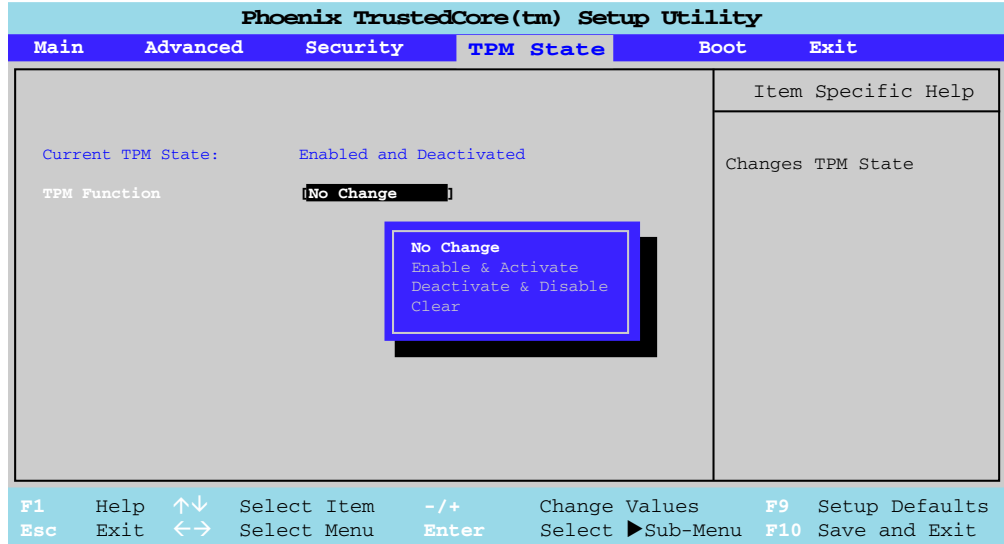 Phoenix TrustedCore(tm) Setup Utility
Main Advanced Security TPM State Boot Exit
Item Specific Help
Current TPM State: Enabled and Deactivated
Changes TPM State
TPM Function [No Change ]
No Change
Enable & Activate
Deactivate & Disable
Clear
F1 Help ↑↓ Select Item -/+ Change Values F9 Setup Defaults
Esc Exit ←→ Select Menu Enter Select ▶Sub-Menu F10 Save and Exit